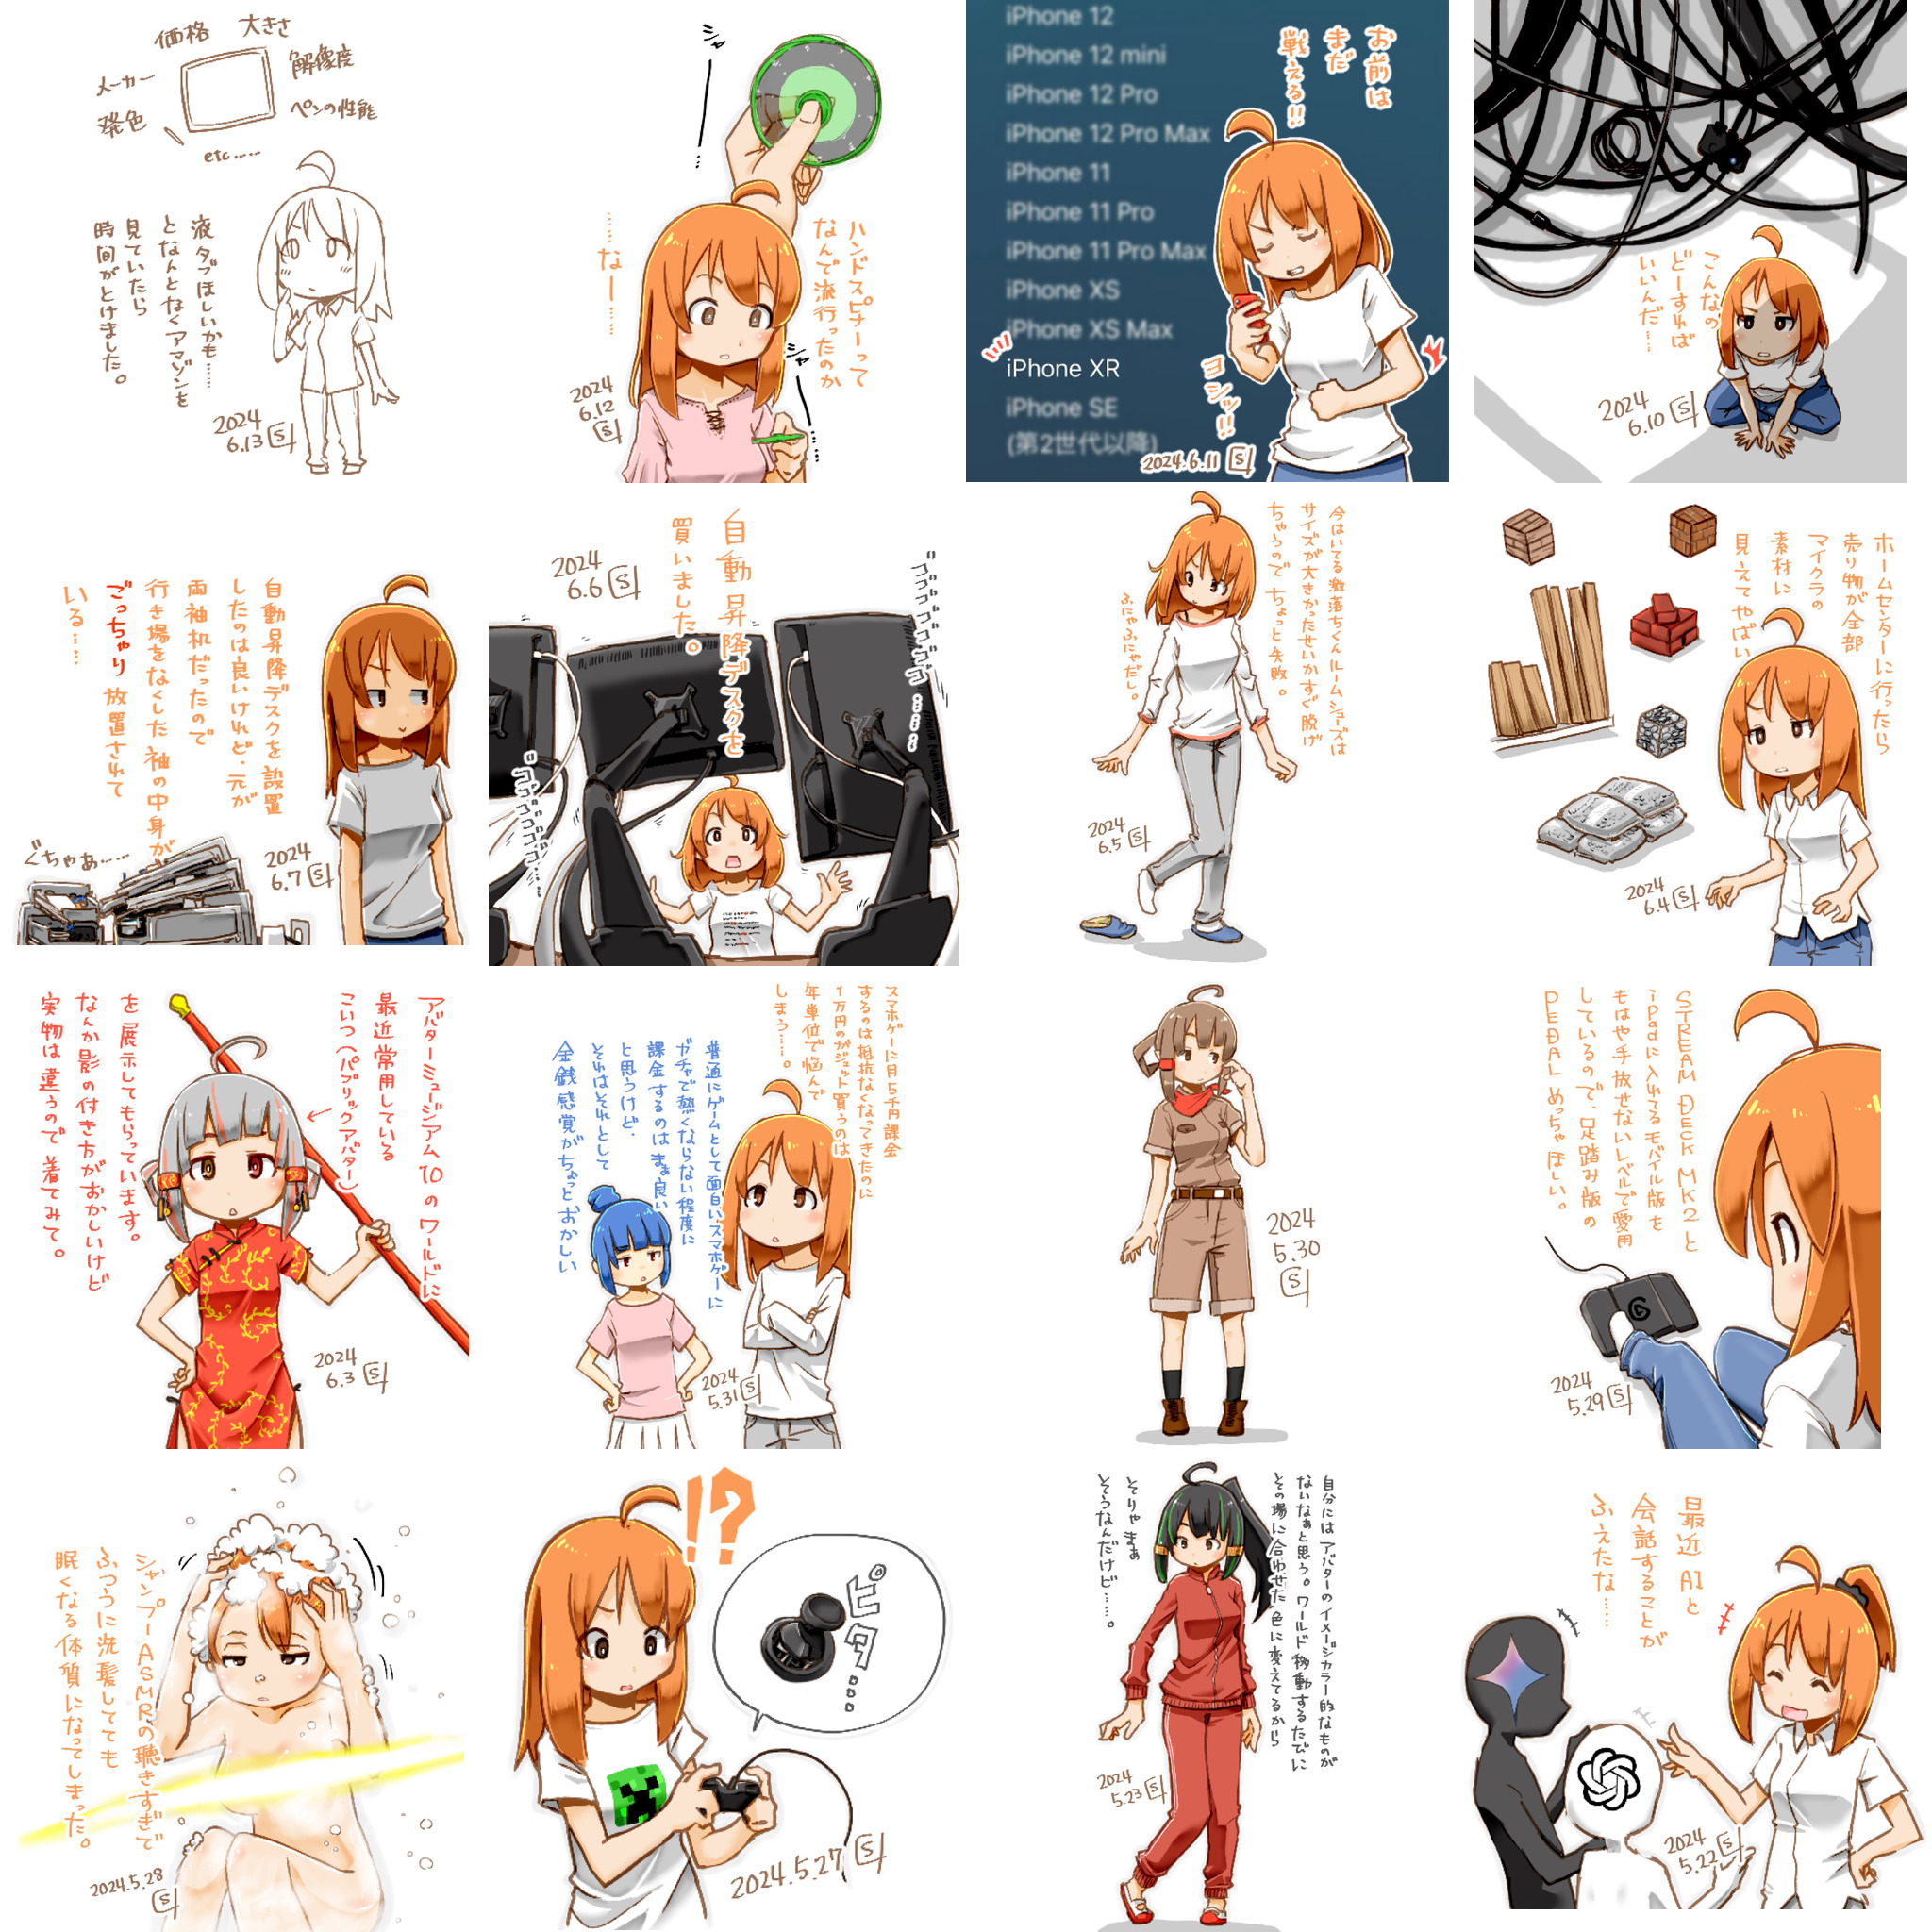 価格
大きさ
メーカー
解像度
発色
ペンの性能
etc......
液タブほしいかも......
となんとなくアマゾンを
見ていたら
時間がとけました。
2024
6.13 S
シャ
ハンドスピナーって
なんで流行ったのか
......なー......
シャ
2024
6.12
S
iPhone 12
iPhone 12 mini
iPhone 12 Pro
iPhone 12 Pro Max
iPhone 11
iPhone 11 Pro
iPhone 11 Pro Max
iPhone XS
iPhone XS Max
iPhone XR
iPhone SE
(第2世代以降)
お前は
まだ
戦える!!
ヨシッ!!
2024.6.11 S
こんなの
どーすれば
いいんだ......
2024
6.10 S
自動昇降デスクを設置
したのは良いけれど、元が
両袖机だったので
行き場をなくした袖の中身が
ごっちゃり放置されて
いる......
ぐちゃあ......
2024
6.7 S
自動昇降デスクを
買いました。
2024
6.6 S
ゴゴゴゴゴゴ......
ゴゴゴゴゴゴ......
今はいてる激落ちくんルームシューズは
サイズが大きかったせいかすぐ脱げ
ちゃうので ちょっと失敗。
ふにゃふにゃだし。
2024
6.5 S
ホームセンターに行ったら
売り物が全部
マイクラの
素材に
見えてやばい
2024
6.4 S
アバターミュージアム10のワールドに
最近常用している
こいつ(パブリックアバター)
を展示してもらっています。
なんか影の付き方がおかしいけど
実物は違うので着てみて。
2024
6.3 S
スマホゲーに月5千円課金
するのは抵抗なくなってきたのに
1万円のガジェット買うのは
年単位で悩んで
しまう......。
普通にゲームとして面白いスマホゲーに
ガチャで熱くならない程度に
課金するのはまぁ良い
と思うけど、
それはそれとして
金銭感覚がちょっとおかしい
2024
5.31 S
2024
5.30
S
STREAM DECK MK2と
iPadに入れてるモバイル版を
もはや手放せないレベルで愛用
しているので、足踏み版の
PEDALめっちゃほしい。
2024
5.29 S
シャンプーASMRの聴きすぎで
ふつうに洗髪してても
眠くなる体質になってしまった。
2024.5.28
S
!?
ピタ...
2024.5.27 S
自分にはアバターのイメージカラー的なものが
ないなぁと思う。ワールド移動するたびに
その場に合わせた色に変えてるから
そりゃまぁ
そうなんだけど......。
2024
5.23 S
最近AIと
会話することが
ふえたな......
2024
5.22 S